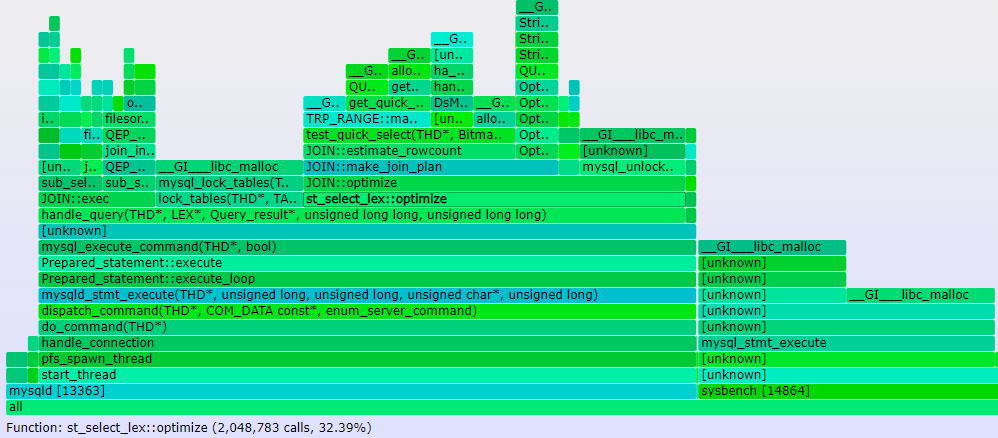 __G..
Stri..
__G..
Stri..
__G..
[un..
Stri..
__G..
allo..
ha_..
QU..
QU..
get..
han..
Opt..
o..
__G..
get_quick_..
DsM..
__G..
Opt..
i..
filesor..
TRP_RANGE::ma..
[un..
allo..
Opt..
fi..
QEP_..
test_quick_select(THD*, Bitma..
Opt..
__GI___libc_m..
join_in..
JOIN::estimate_rowcount
Opt..
[unknown]
[un..
j..
QEP_..
__GI___libc_malloc
JOIN::make_join_plan
mysql_unlock..
sub_sel..
sub_s..
mysql_lock_tables(T..
JOIN::optimize
JOIN::exec
lock_tables(THD*, TA..
st_select_lex::optimize
handle_query(THD*, LEX*, Query_result*, unsigned long long, unsigned long long)
[unknown]
mysql_execute_command(THD*, bool)
__GI___libc_malloc
Prepared_statement::execute
[unknown]
Prepared_statement::execute_loop
[unknown]
mysqld_stmt_execute(THD*, unsigned long, unsigned long, unsigned char*, unsigned long)
[unknown]
__GI___libc_malloc
dispatch_command(THD*, COM_DATA const*, enum_server_command)
[unknown]
do_command(THD*)
[unknown]
handle_connection
mysql_stmt_execute
pfs_spawn_thread
[unknown]
start_thread
[unknown]
mysqld [13363]
sysbench [14864]
all
Function: st_select_lex::optimize (2,048,783 calls, 32.39%)